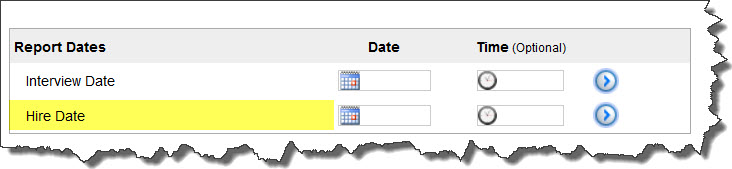 Report Dates Date Time (Optional)
Interview Date
Hire Date